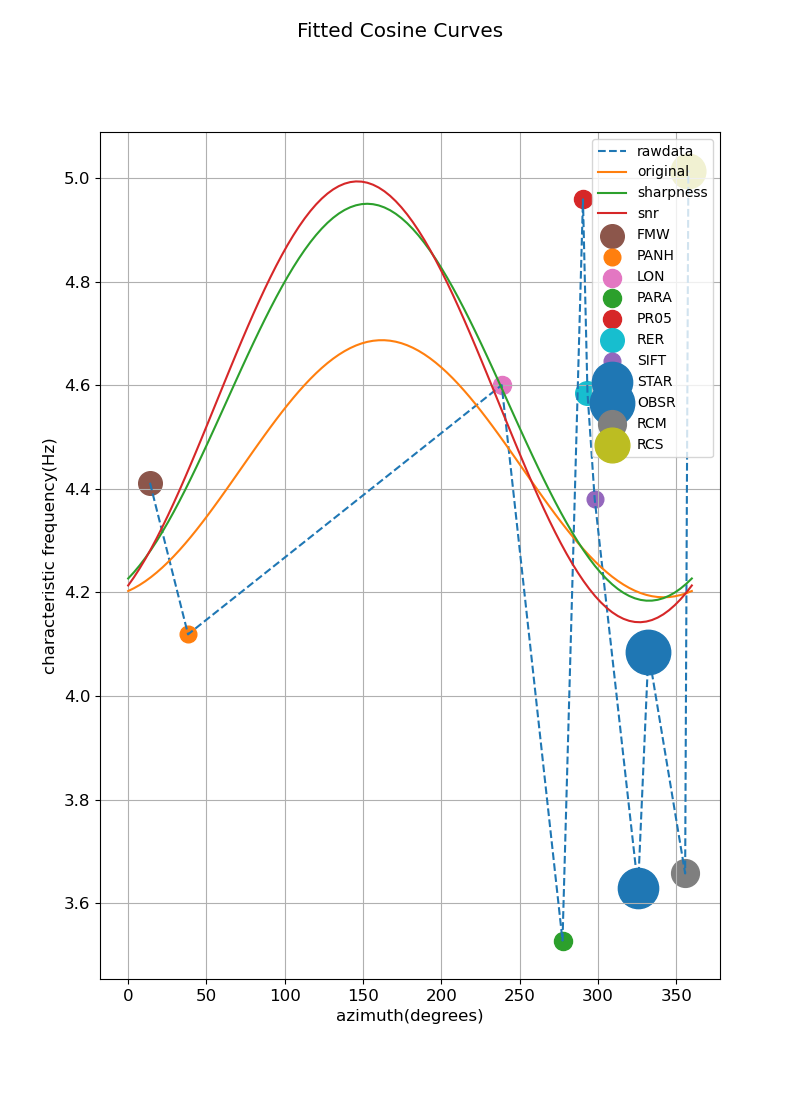 Fitted Cosine Curves
characteristic frequency(Hz)
5.0
4.8
4.6
4.4
4.2
4.0
3.8
3.6
rawdata
original
sharpness
snr
FMW
PANH
LON
PARA
PR05
RER
SIFT
STAR
OBSR
RCM
RCS
0 50 100 150 200 250 300 350
azimuth(degrees)